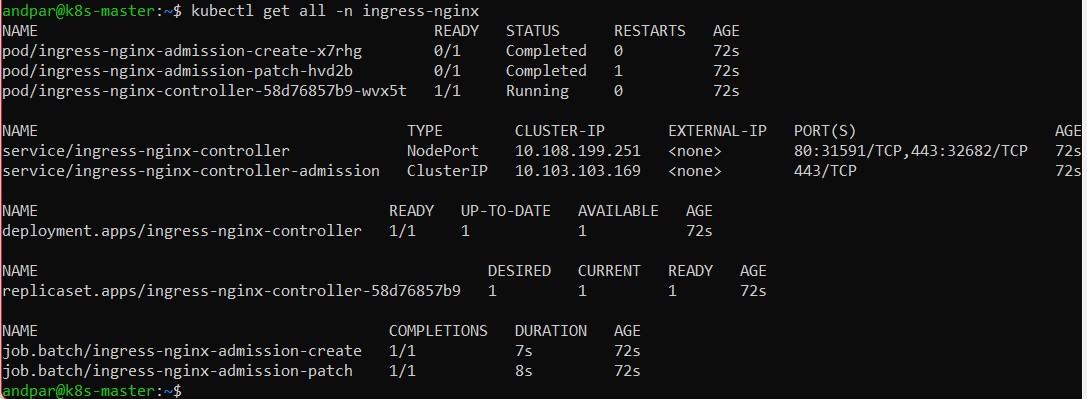 andpar@k8s-master:~$ kubectl get all -n ingress-nginx
NAME READY STATUS RESTARTS AGE
pod/ingress-nginx-admission-create-x7rhg 0/1 Completed 0 72s
pod/ingress-nginx-admission-patch-hvd2b 0/1 Completed 1 72s
pod/ingress-nginx-controller-58d76857b9-wvx5t 1/1 Running 0 72s
NAME TYPE CLUSTER-IP EXTERNAL-IP PORT(S) AGE
service/ingress-nginx-controller NodePort 10.108.199.251 <none> 80:31591/TCP,443:32682/TCP 72s
service/ingress-nginx-controller-admission ClusterIP 10.103.103.169 <none> 443/TCP 72s
NAME READY UP-TO-DATE AVAILABLE AGE
deployment.apps/ingress-nginx-controller 1/1 1 1 72s
NAME DESIRED CURRENT READY AGE
replicaset.apps/ingress-nginx-controller-58d76857b9 1 1 1 72s
NAME COMPLETIONS DURATION AGE
job.batch/ingress-nginx-admission-create 1/1 7s 72s
job.batch/ingress-nginx-admission-patch 1/1 8s 72s
andpar@k8s-master:~$